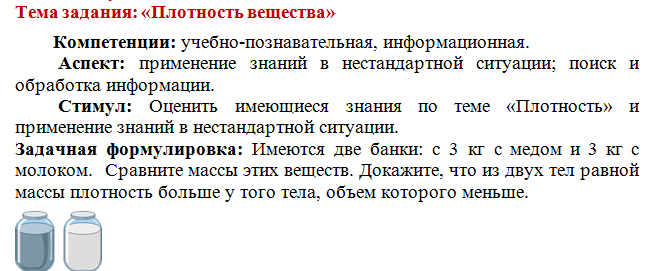 Тема задания: «Плотность вещества»
Компетенции: учебно-познавательная, информационная.
Аспект: применение знаний в нестандартной ситуации; поиск и
обработка информации.
Стимул: Оценить имеющиеся знания по теме «Плотность» и
применение знаний в нестандартной ситуации.
Задачная формулировка: Имеются две банки: с 3 кг с медом и 3 кг с
молоком. Сравните массы этих веществ. Докажите, что из двух тел равной
массы плотность больше у того тела, объем которого меньше.